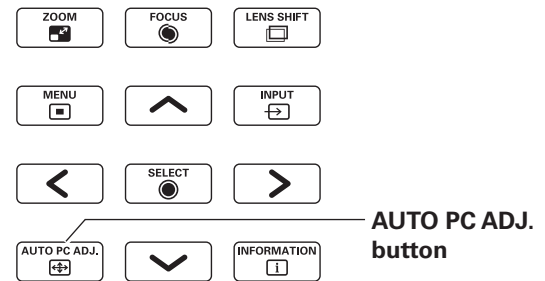 ZOOM
FOCUS
LENS SHIFT
MENU
INPUT
SELECT
AUTO PC ADJ.
button
AUTO PC ADJ.
INFORMATION
i